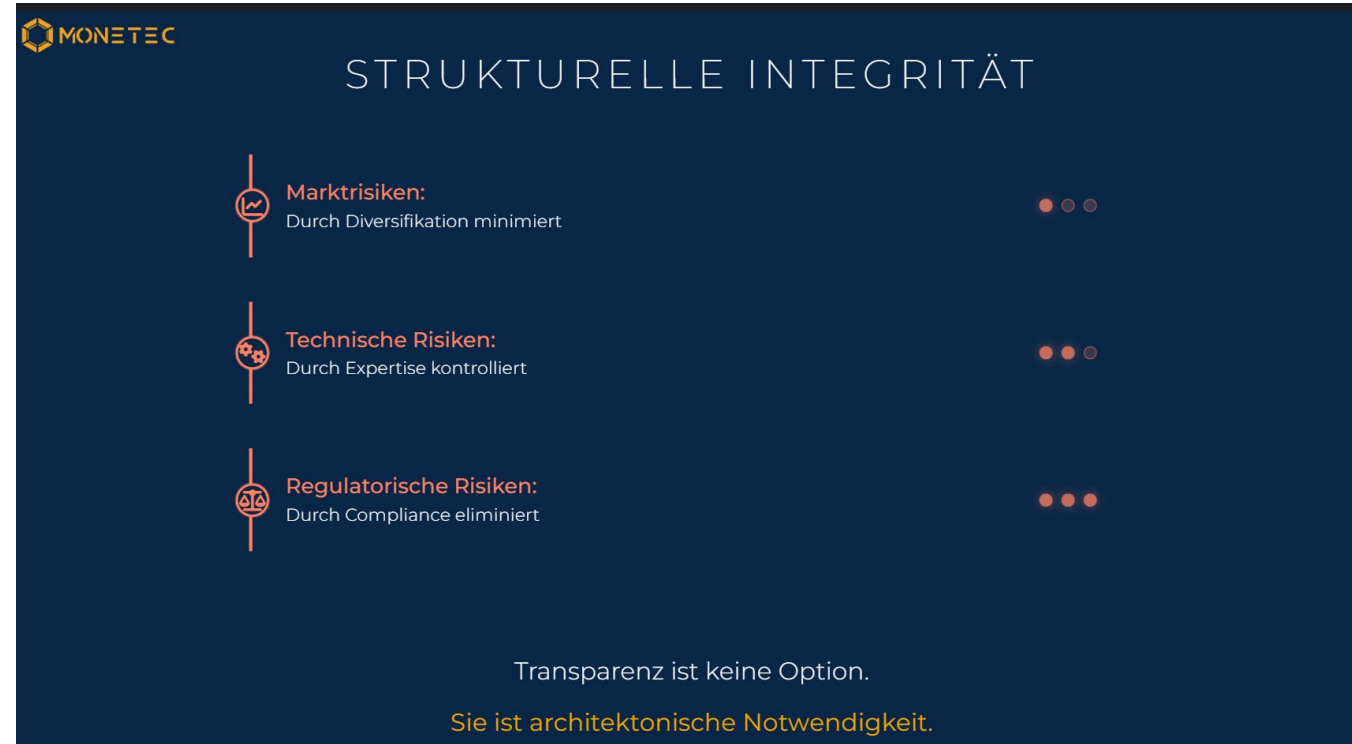 MONETEC
STRUKTURELLE INTEGRITÄT
Marktrisiken:
Durch Diversifikation minimiert
Technische Risiken:
Durch Expertise kontrolliert
Regulatorische Risiken:
Durch Compliance eliminiert
Transparenz ist keine Option.
Sie ist architektonische Notwendigkeit.